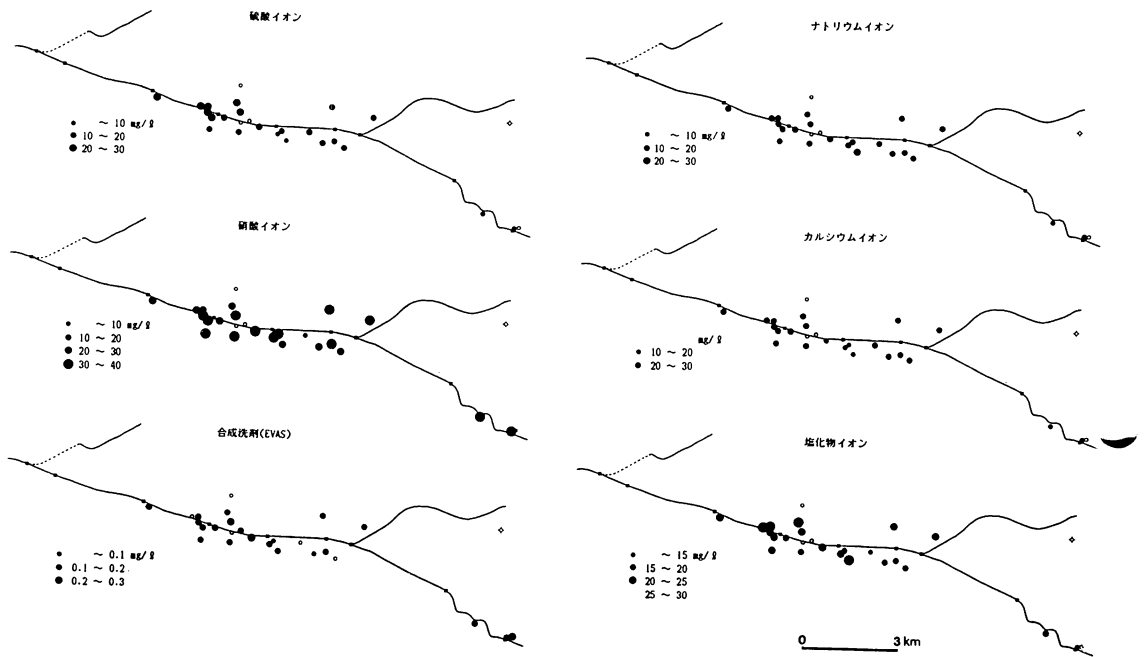 硫酸イオン
～ 10 mg/ℓ
10 ～ 20
20 ～ 30
ナトリウムイオン
～ 10 mg/ℓ
10 ～ 20
20 ～ 30
硝酸イオン
～ 10 mg/ℓ
10 ～ 20
20 ～ 30
30 ～ 40
カルシウムイオン
mg/ℓ
10 ～ 20
20 ～ 30
合成洗剤(EVAS)
～ 0.1 mg/ℓ
0.1 ～ 0.2
0.2 ～ 0.3
塩化物イオン
～ 15 mg/ℓ
15 ～ 20
20 ～ 25
25 ～ 30
0 3 km